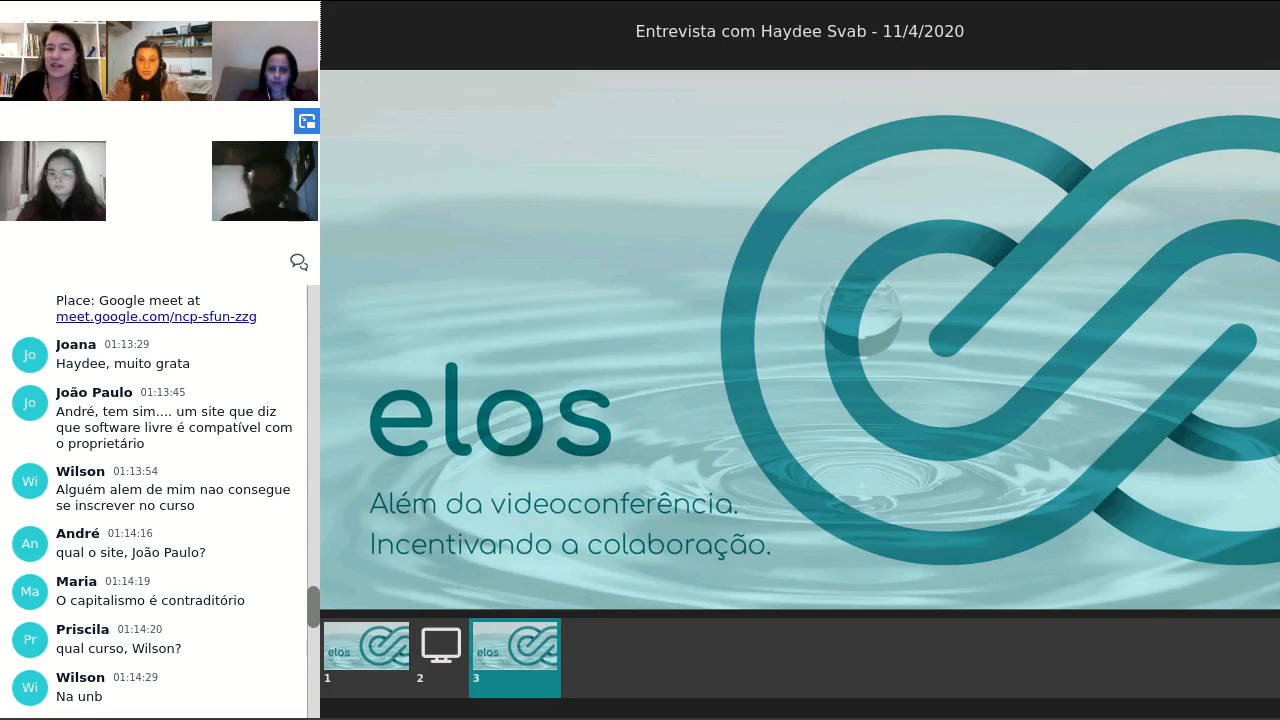 Entrevista com Haydee Svab - 11/4/2020
Place: Google meet at
meet.google.com/ncp-sfun-zzg
Jo
Joana 01:13:29
Haydee, muito grata
Jo
João Paulo 01:13:45
André, tem sim.... um site que diz
que software livre é compatível com
o proprietário
Wi
Wilson 01:13:54
Alguém alem de mim nao consegue
se inscrever no curso
An
André 01:14:16
qual o site, João Paulo?
Ma
Maria 01:14:19
O capitalismo é contraditório
Pr
Priscila 01:14:20
qual curso, Wilson?
Wi
Wilson 01:14:29
Na unb
elos
Além da videoconferência.
Incentivando a colaboração.
elos
1
2
elos
3